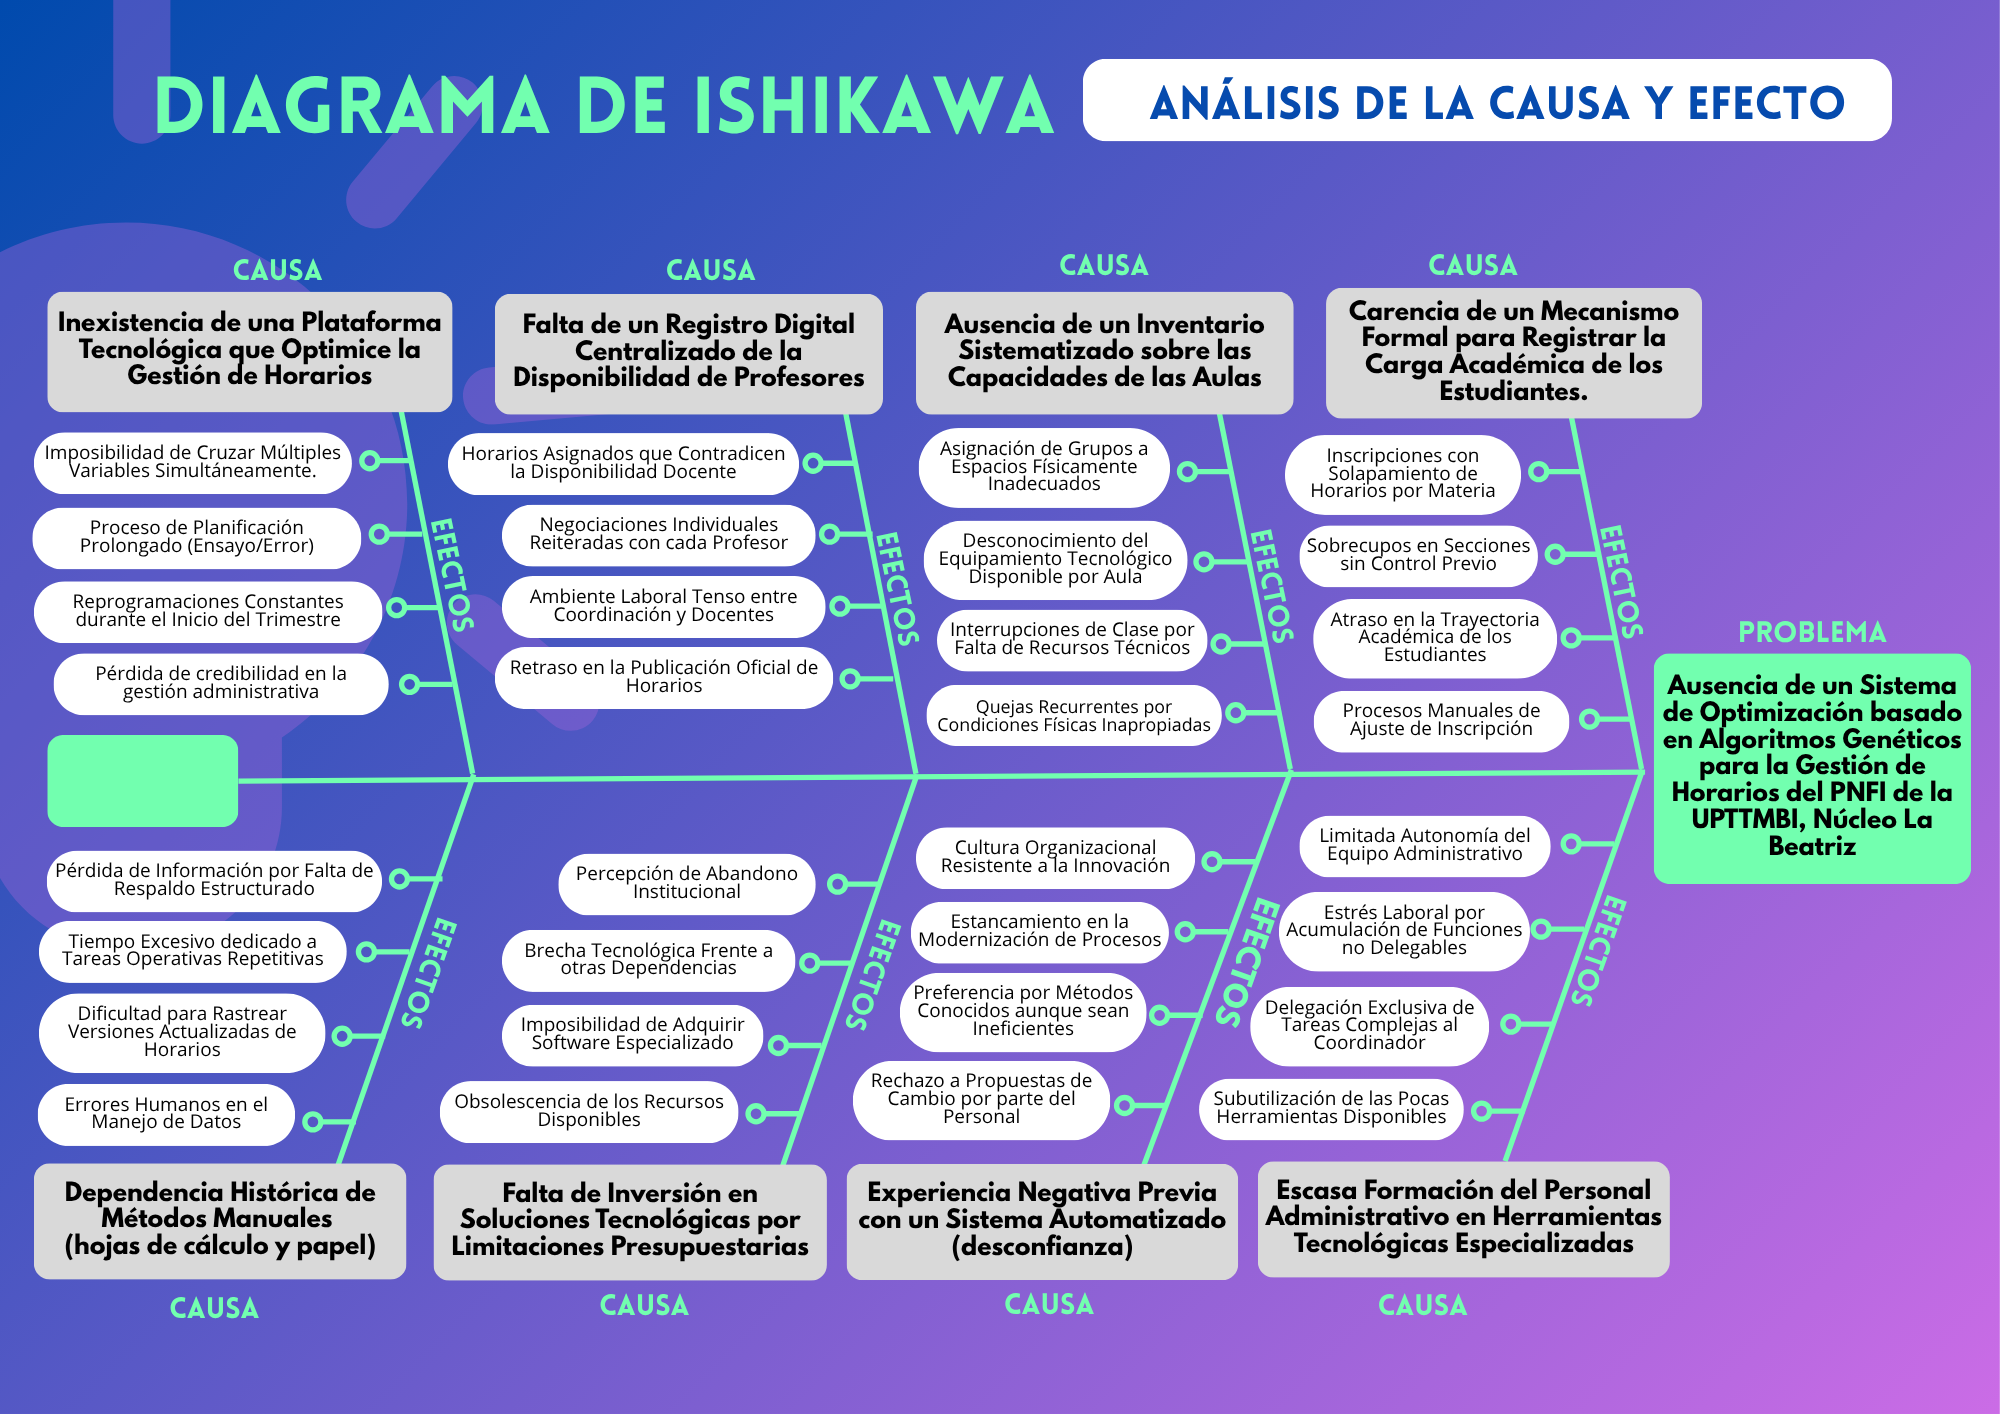 DIAGRAMA DE ISHIKAWA
ANÁLISIS DE LA CAUSA Y EFECTO
CAUSA
Inexistencia de una Plataforma
Tecnológica que Optimice la
Gestión de Horarios
Imposibilidad de Cruzar Múltiples
Variables Simultáneamente.
Proceso de Planificación
Prolongado (Ensayo/Error)
Reprogramaciones Constantes
durante el Inicio del Trimestre
Pérdida de credibilidad en la
gestión administrativa
EFECTOS
CAUSA
Falta de un Registro Digital
Centralizado de la
Disponibilidad de Profesores
Horarios Asignados que Contradicen
la Disponibilidad Docente
Negociaciones Individuales
Reiteradas con cada Profesor
Ambiente Laboral Tenso entre
Coordinación y Docentes
Retraso en la Publicación Oficial de
Horarios
EFECTOS
CAUSA
Ausencia de un Inventario
Sistematizado sobre las
Capacidades de las Aulas
Asignación de Grupos a
Espacios Físicamente
Inadecuados
Desconocimiento del
Equipamiento Tecnológico
Disponible por Aula
Interrupciones de Clase por
Falta de Recursos Técnicos
Quejas Recurrentes por
Condiciones Físicas Inapropiadas
EFECTOS
CAUSA
Carencia de un Mecanismo
Formal para Registrar la
Carga Académica de los
Estudiantes.
Inscripciones con
Solapamiento de
Horarios por Materia
Sobrecupos en Secciones
sin Control Previo
Atraso en la Trayectoria
Académica de los
Estudiantes
Procesos Manuales de
Ajuste de Inscripción
EFECTOS
PROBLEMA
Ausencia de un Sistema
de Optimización basado
en Algoritmos Genéticos
para la Gestión de
Horarios del PNFI de la
UPTTMBI, Núcleo La
Beatriz
Pérdida de Información por Falta de
Respaldo Estructurado
Tiempo Excesivo dedicado a
Tareas Operativas Repetitivas
Dificultad para Rastrear
Versiones Actualizadas de
Horarios
Errores Humanos en el
Manejo de Datos
EFECTOS
Dependencia Histórica de
Métodos Manuales
(hojas de cálculo y papel)
CAUSA
Percepción de Abandono
Institucional
Brecha Tecnológica Frente a
otras Dependencias
Imposibilidad de Adquirir
Software Especializado
Obsolescencia de los Recursos
Disponibles
EFECTOS
Falta de Inversión en
Soluciones Tecnológicas por
Limitaciones Presupuestarias
CAUSA
Cultura Organizacional
Resistente a la Innovación
Estancamiento en la
Modernización de Procesos
Preferencia por Métodos
Conocidos aunque sean
Ineficientes
Rechazo a Propuestas de
Cambio por parte del
Personal
EFECTOS
Experiencia Negativa Previa
con un Sistema Automatizado
(desconfianza)
CAUSA
Limitada Autonomía del
Equipo Administrativo
Estrés Laboral por
Acumulación de Funciones
no Delegables
Delegación Exclusiva de
Tareas Complejas al
Coordinador
Subutilización de las Pocas
Herramientas Disponibles
EFECTOS
Escasa Formación del Personal
Administrativo en Herramientas
Tecnológicas Especializadas
CAUSA